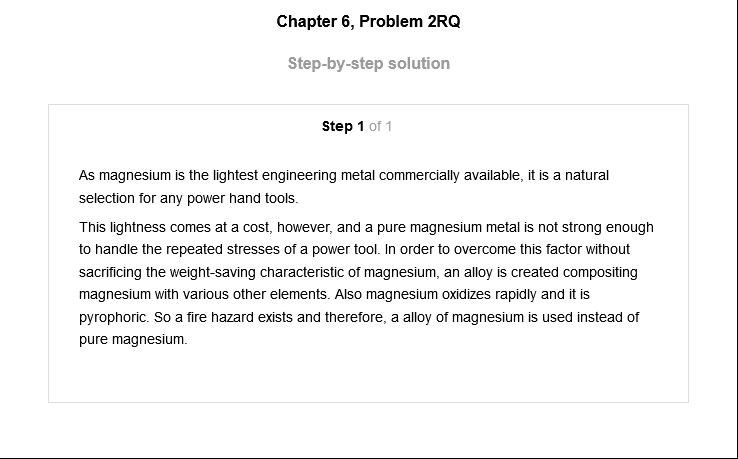 Chapter 6, Problem 2RQ
Step-by-step solution
Step 1 of 1
As magnesium is the lightest engineering metal commercially available, it is a natural
selection for any power hand tools.
This lightness comes at a cost, however, and a pure magnesium metal is not strong enough
to handle the repeated stresses of a power tool. In order to overcome this factor without
sacrificing the weight-saving characteristic of magnesium, an alloy is created compositing
magnesium with various other elements. Also magnesium oxidizes rapidly and it is
pyrophoric. So a fire hazard exists and therefore, a alloy of magnesium is used instead of
pure magnesium.